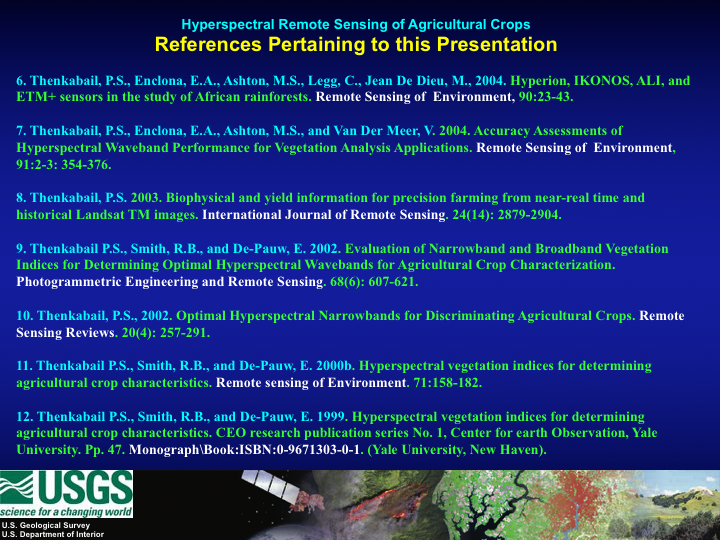 Hyperspectral Remote Sensing of Agricultural Crops
References Pertaining to this Presentation
6. Thenkabail, P.S., Enclona, E.A., Ashton, M.S., Legg, C., Jean De Dieu, M., 2004. Hyperion, IKONOS, ALI, and
ETM+ sensors in the study of African rainforests. Remote Sensing of Environment, 90:23-43.
7. Thenkabail, P.S., Enclona, E.A., Ashton, M.S., and Van Der Meer, V. 2004. Accuracy Assessments of
Hyperspectral Waveband Performance for Vegetation Analysis Applications. Remote Sensing of Environment,
91:2-3: 354-376.
8. Thenkabail, P.S. 2003. Biophysical and yield information for precision farming from near-real time and
historical Landsat TM images. International Journal of Remote Sensing. 24(14): 2879-2904.
9. Thenkabail P.S., Smith, R.B., and De-Pauw, E. 2002. Evaluation of Narrowband and Broadband Vegetation
Indices for Determining Optimal Hyperspectral Wavebands for Agricultural Crop Characterization.
Photogrammetric Engineering and Remote Sensing. 68(6): 607-621.
10. Thenkabail, P.S., 2002. Optimal Hyperspectral Narrowbands for Discriminating Agricultural Crops. Remote
Sensing Reviews. 20(4): 257-291.
11. Thenkabail P.S., Smith, R.B., and De-Pauw, E. 2000b. Hyperspectral vegetation indices for determining
agricultural crop characteristics. Remote sensing of Environment. 71:158-182.
12. Thenkabail P.S., Smith, R.B., and De-Pauw, E. 1999. Hyperspectral vegetation indices for determining
agricultural crop characteristics. CEO research publication series No. 1, Center for earth Observation, Yale
University. Pp. 47. Monograph\Book:ISBN:0-9671303-0-1. (Yale University, New Haven).
USGS
science for a changing world
U.S. Geological Survey
U.S. Department of Interior